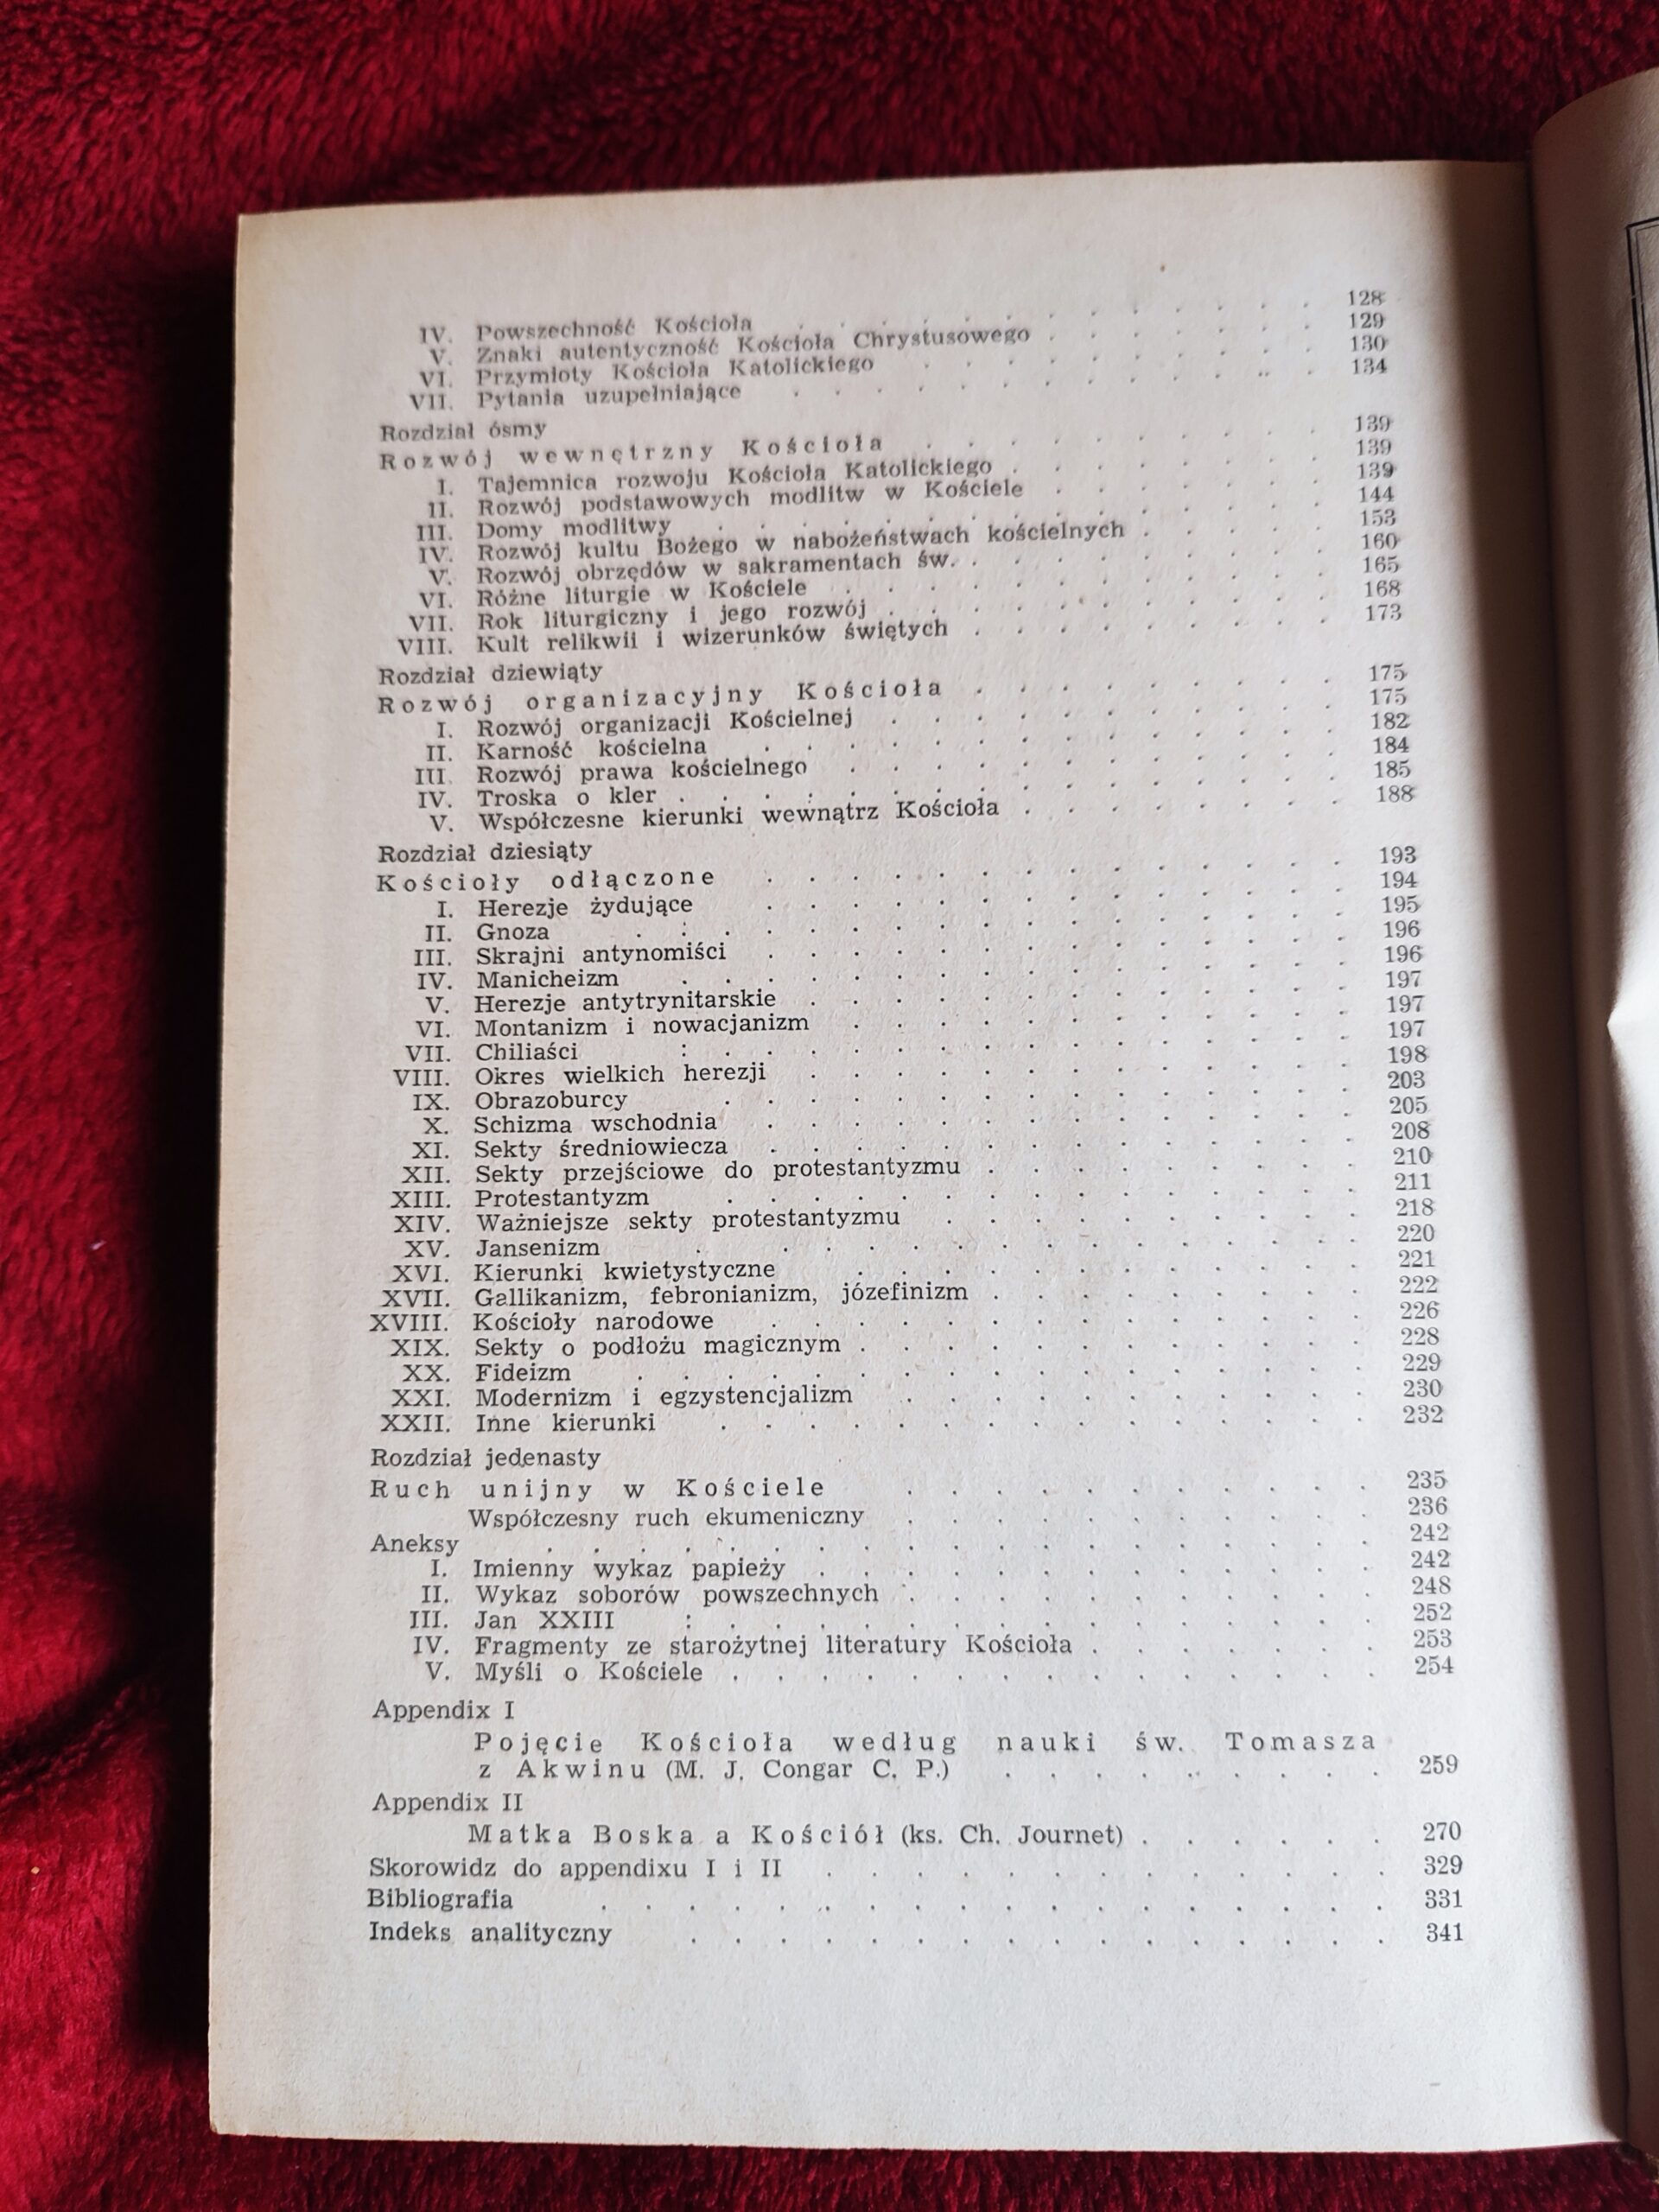 IV. Powszechność Kościoła . . . . . . . . . . 128
V. Znaki autentyczność Kościoła Chrystusowego . . . . . . . 129
VI. Przymioty Kościoła Katolickiego . . . . . . . . . 130
VII. Pytania uzupełniające . . . . . . . . . . 134
Rozdział ósmy
Rozwój wewnętrzny Kościoła . . . . . . . . . . 139
I. Tajemnica rozwoju Kościoła Katolickiego . . . . . . . . 139
II. Rozwój podstawowych modlitw w Kościele . . . . . . . 139
III. Domy modlitwy . . . . . . . . . . . 144
IV. Rozwój kultu Bożego w nabożeństwach kościelnych . . . . . 153
V. Rozwój obrzędów w sakramentach św. . . . . . . . . . 160
VI. Różne liturgie w Kościele . . . . . . . . . . 165
VII. Rok liturgiczny i jego rozwój . . . . . . . . . . 168
VIII. Kult relikwii i wizerunków świętych . . . . . . . . . 173
Rozdział dziewiąty
Rozwój organizacyjny Kościoła . . . . . . . . . 175
I. Rozwój organizacji Kościelnej . . . . . . . . . . 175
II. Karność kościelna . . . . . . . . . . . 182
III. Rozwój prawa kościelnego . . . . . . . . . . 184
IV. Troska o kler . . . . . . . . . . . . . 185
V. Współczesne kierunki wewnątrz Kościoła . . . . . . . . 188
Rozdział dziesiąty
Kościoły odłączone . . . . . . . . . . . . 193
I. Herezje żydujące . . . . . . . . . . . . 194
II. Gnoza . . . . . . . . . . . . . . 195
III. Skrajni antynomiści . . . . . . . . . . . . 196
IV. Manicheizm . . . . . . . . . . . . . 196
V. Herezje antytrynitarskie . . . . . . . . . . . 197
VI. Montanizm i nowacjanizm . . . . . . . . . . . 197
VII. Chiliaści : . . . . . . . . . . . . . 197
VIII. Okres wielkich herezji . . . . . . . . . . . 198
IX. Obrazoburcy . . . . . . . . . . . . . 203
X. Schizma wschodnia . . . . . . . . . . . . 205
XI. Sekty średniowiecza . . . . . . . . . . . . 208
XII. Sekty przejściowe do protestantyzmu . . . . . . . . . 210
XIII. Protestantyzm . . . . . . . . . . . . . 211
XIV. Ważniejsze sekty protestantyzmu . . . . . . . . . . 218
XV. Jansenizm . . . . . . . . . . . . . . 220
XVI. Kierunki kwietystyczne . . . . . . . . . . . 221
XVII. Gallikanizm, febronianizm, józefinizm . . . . . . . . . 222
XVIII. Kościoły narodowe . . . . . . . . . . . . 226
XIX. Sekty o podłożu magicznym . . . . . . . . . . . 228
XX. Fideizm . . . . . . . . . . . . . . 229
XXI. Modernizm i egzystencjalizm . . . . . . . . . . 230
XXII. Inne kierunki . . . . . . . . . . . . . 232
Rozdział jedenasty
Ruch unijny w Kościele . . . . . . . . . . 235
Współczesny ruch ekumeniczny . . . . . . . . . . 236
Aneksy . . . . . . . . . . . . . . . . 242
I. Imienny wykaz papieży . . . . . . . . . . . 242
II. Wykaz soborów powszechnych . . . . . . . . . . 248
III. Jan XXIII : . . . . . . . . . . . . . 252
IV. Fragmenty ze starożytnej literatury Kościoła . . . . . . 253
V. Myśli o Kościele . . . . . . . . . . . . 254
Appendix I
Pojęcie Kościoła według nauki św. Tomasza
z Akwinu (M. J. Congar C. P.) . . . . . . . . . 259
Appendix II
Matka Boska a Kościół (ks. Ch. Journet) . . . . . . 270
Skorowidz do appendixu I i II . . . . . . . . . . . 329
Bibliografia . . . . . . . . . . . . . . 331
Indeks analityczny . . . . . . . . . . . . . 341